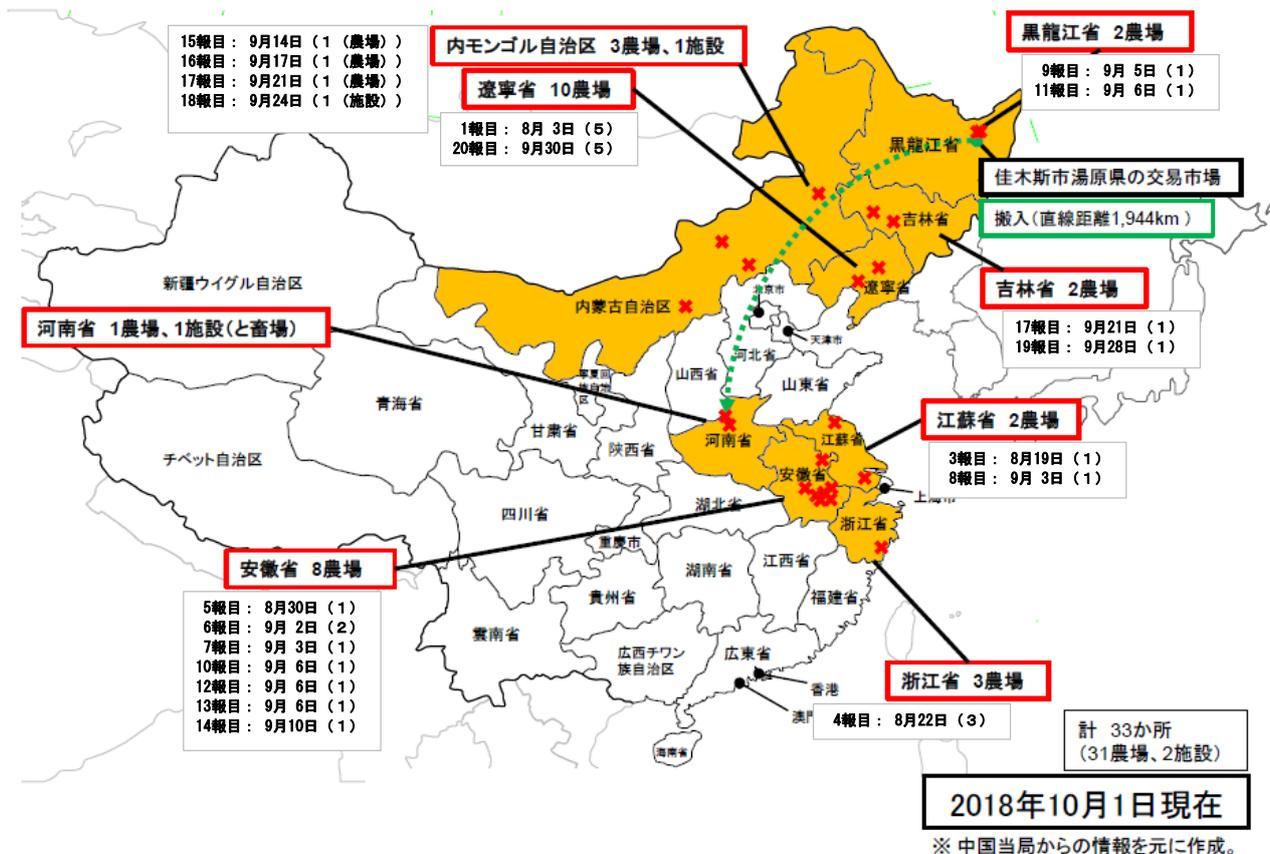 15報目： 9月14日（1（農場））
16報目： 9月17日（1（農場））
17報目： 9月21日（1（農場））
18報目： 9月24日（1（施設））
内モンゴル自治区 3農場、1施設
遼寧省 10農場
1報目： 8月 3日（5）
20報目： 9月30日（5）
黒龍江省 2農場
9報目： 9月 5日（1）
11報目： 9月 6日（1）
黒龍江省
佳木斯市湯原県の交易市場
搬入（直線距離1,944km）
吉林省
吉林省 2農場
17報目： 9月21日（1）
19報目： 9月28日（1）
遼寧省
新疆ウイグル自治区
内蒙古自治区
北京市
天津市
河北省
山西省
山東省
河南省 1農場、1施設(と畜場)
寧夏回
族自治
区
青海省
甘粛省
陝西省
河南省
江蘇省
江蘇省 2農場
3報目： 8月19日（1）
8報目： 9月 3日（1）
チベット自治区
安徽省
上海市
四川省
湖北省
浙江省
重慶市
安徽省 8農場
5報目： 8月30日（1）
6報目： 9月 2日（2）
7報目： 9月 3日（1）
10報目： 9月 6日（1）
12報目： 9月 6日（1）
13報目： 9月 6日（1）
14報目： 9月10日（1）
湖南省
江西省
貴州省
福建省
雲南省
広西チワン
族自治区
広東省
香港
澳門
浙江省 3農場
4報目： 8月22日（3）
海南省
計 33か所
（31農場、2施設）
2018年10月1日現在
※ 中国当局からの情報を元に作成。